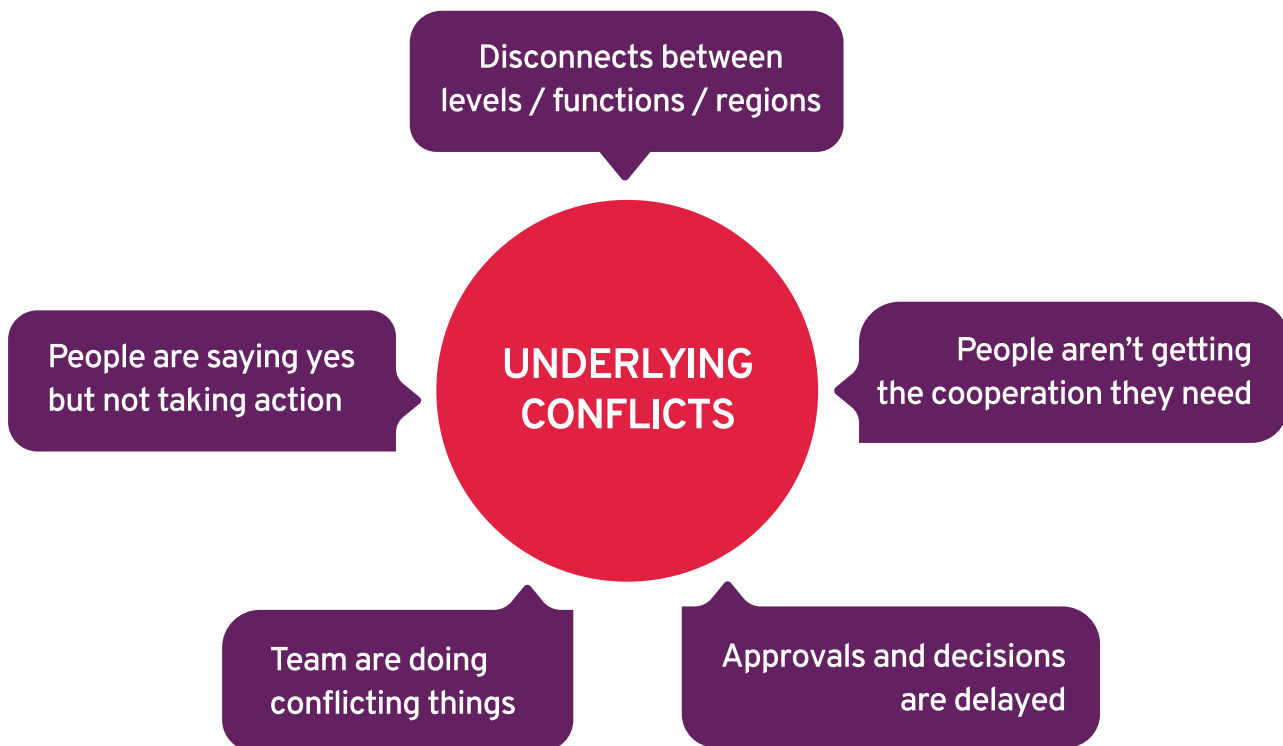 Disconnects between
levels / functions / regions
People are saying yes
but not taking action
UNDERLYING
CONFLICTS
People aren’t getting
the cooperation they need
Team are doing
conflicting things
Approvals and decisions
are delayed